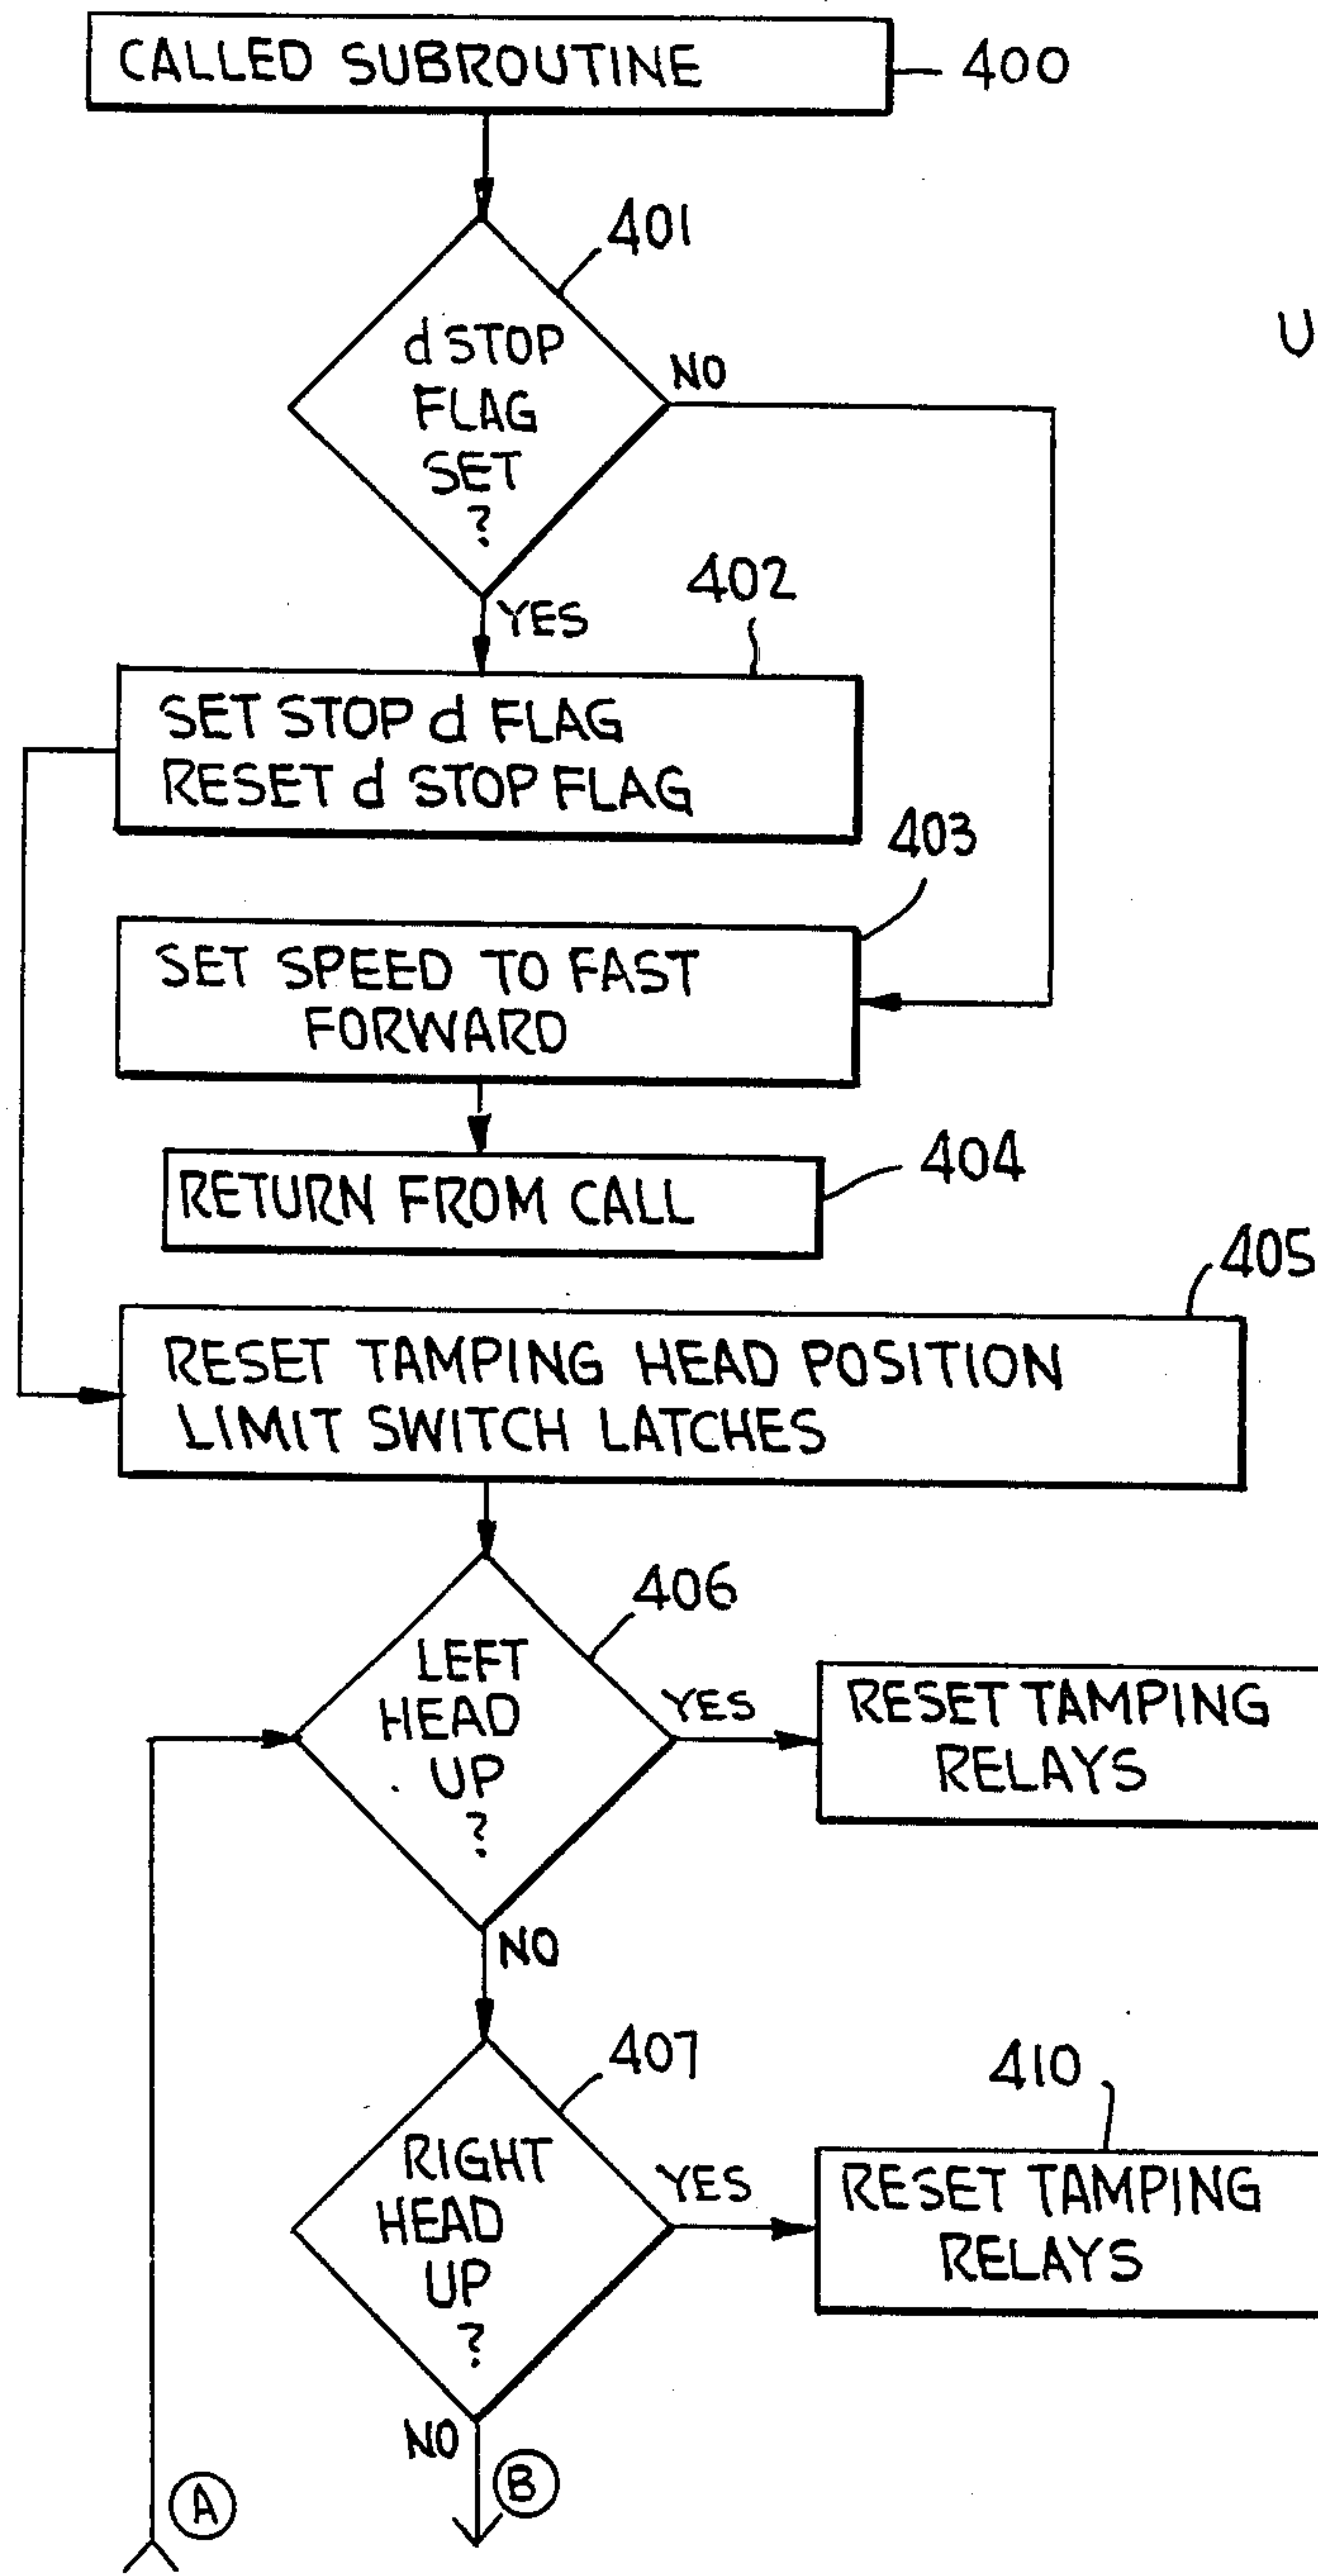 CALLED SUBROUTINE
400
401
U
d STOP
FLAG
SET
?
NO
YES
402
SET STOP d FLAG
RESET d STOP FLAG
403
SET SPEED TO FAST
FORWARD
404
RETURN FROM CALL
405
RESET TAMPING HEAD POSITION
LIMIT SWITCH LATCHES
406
LEFT
HEAD
UP
?
YES
RESET TAMPING
RELAYS
NO
407
410
RIGHT
HEAD
UP
?
YES
RESET TAMPING
RELAYS
NO
A
B